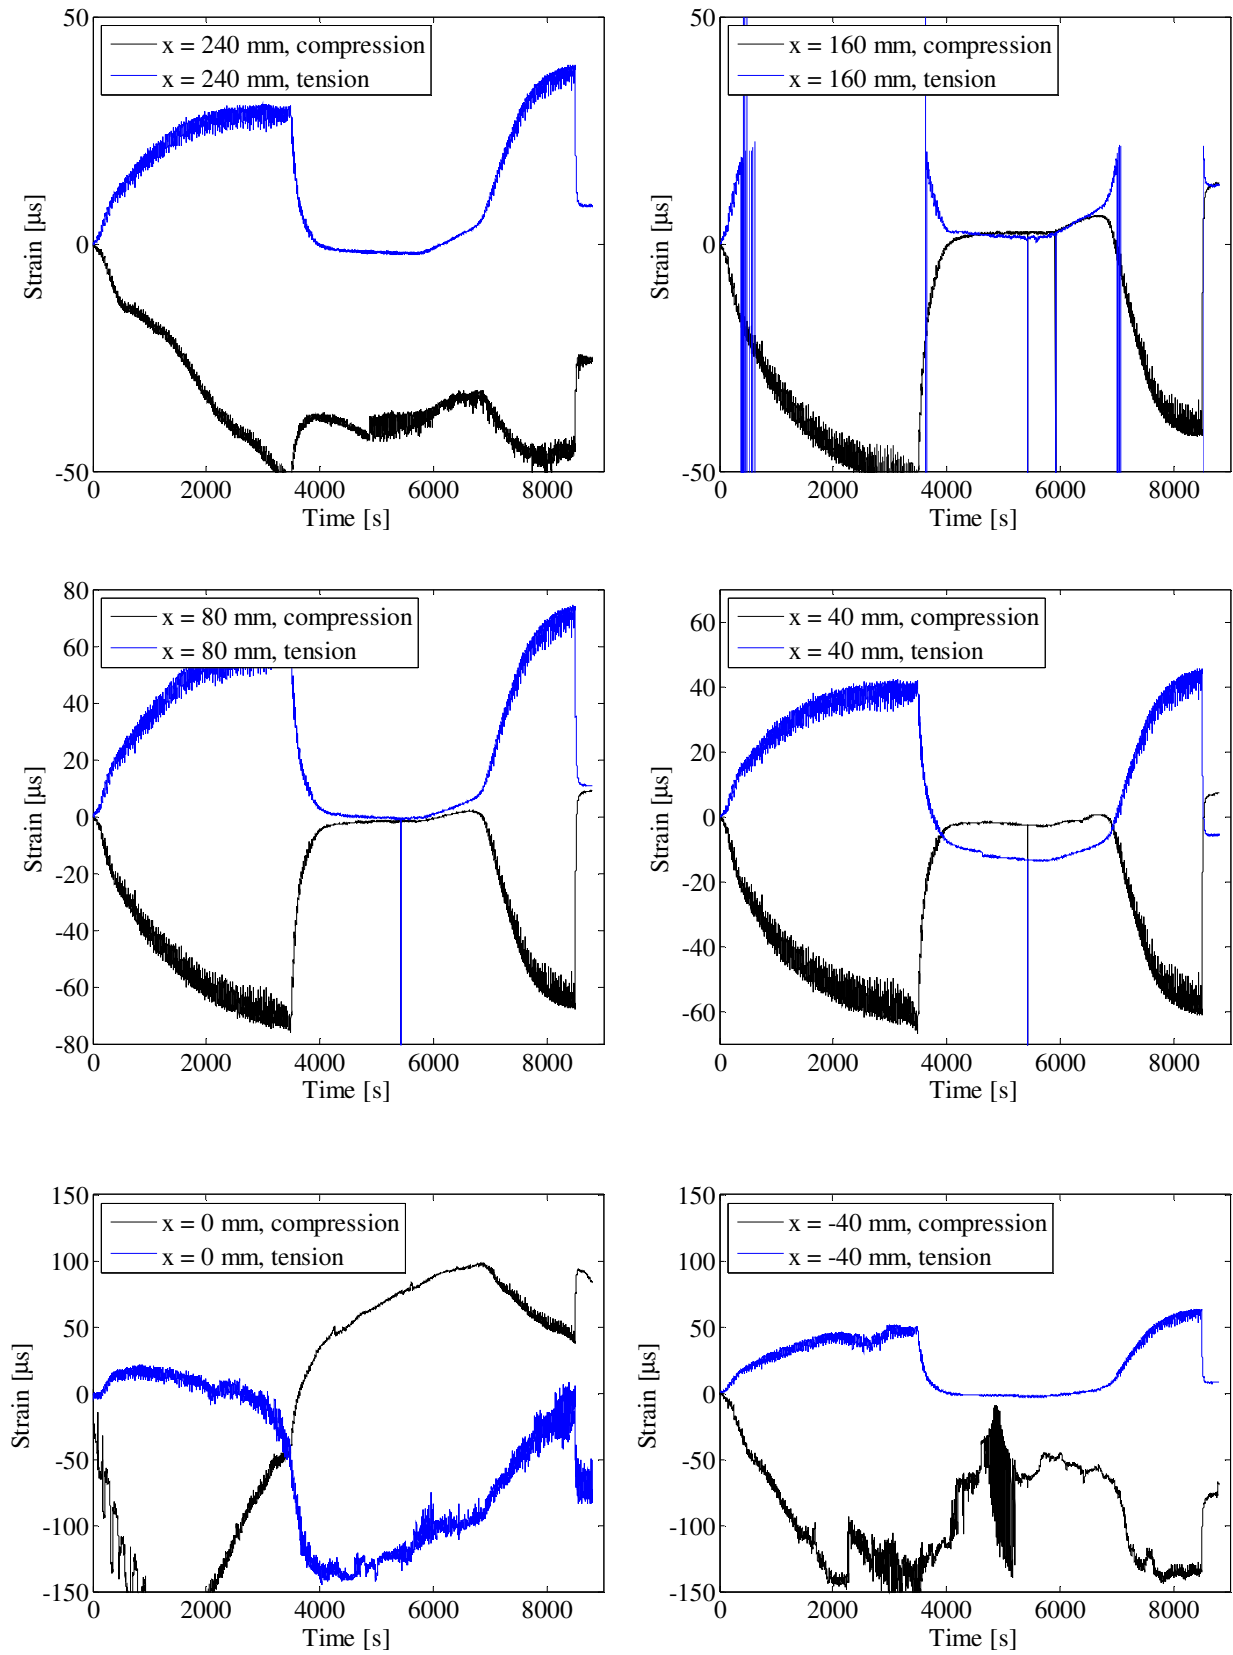 50
0
-50
Strain [µs]
x = 240 mm, compression
x = 240 mm, tension
0 2000 4000 6000 8000
Time [s]
50
0
-50
Strain [µs]
x = 160 mm, compression
x = 160 mm, tension
0 2000 4000 6000 8000
Time [s]
80
60
40
20
0
-20
-40
-60
-80
Strain [µs]
x = 80 mm, compression
x = 80 mm, tension
0 2000 4000 6000 8000
Time [s]
60
40
20
0
-20
-40
-60
Strain [µs]
x = 40 mm, compression
x = 40 mm, tension
0 2000 4000 6000 8000
Time [s]
150
100
50
0
-50
-100
-150
Strain [µs]
x = 0 mm, compression
x = 0 mm, tension
0 2000 4000 6000 8000
Time [s]
150
100
50
0
-50
-100
-150
Strain [µs]
x = -40 mm, compression
x = -40 mm, tension
0 2000 4000 6000 8000
Time [s]